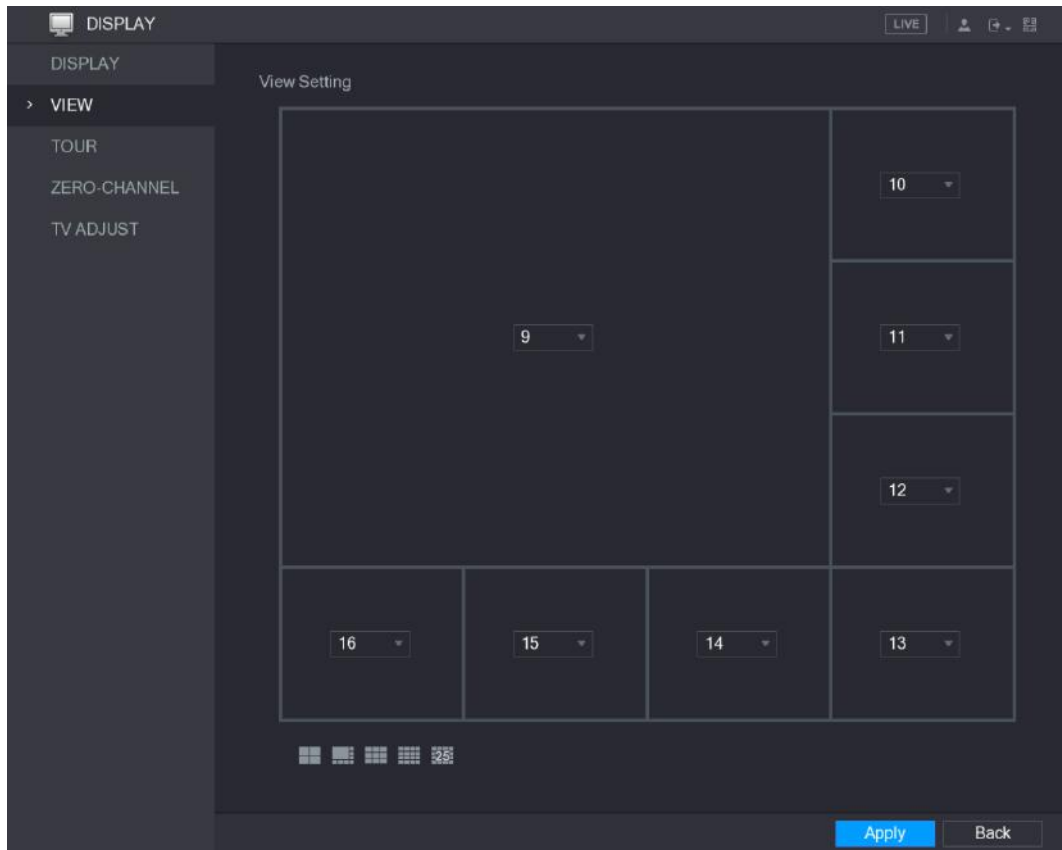 DISPLAY LIVE
DISPLAY
View Setting
VIEW
TOUR
ZERO-CHANNEL
TV ADJUST
10
9
11
12
16 15 14 13
25
Apply Back